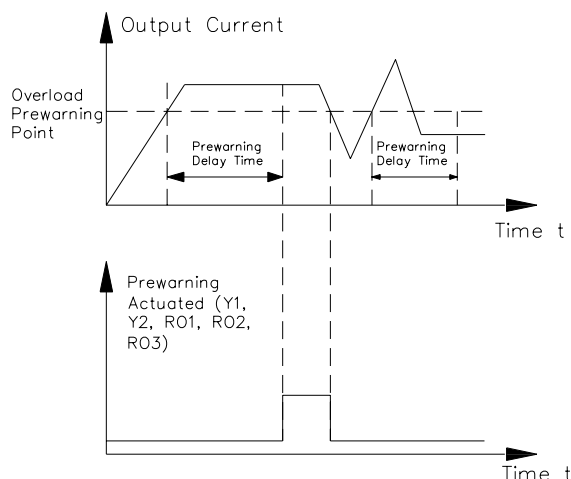 Output Current
Overload
Prewarning
Point
Prewarning
Delay Time
Prewarning
Delay Time
Time t
Prewarning
Actuated (Y1,
Y2, RO1, RO2,
RO3)
Time t